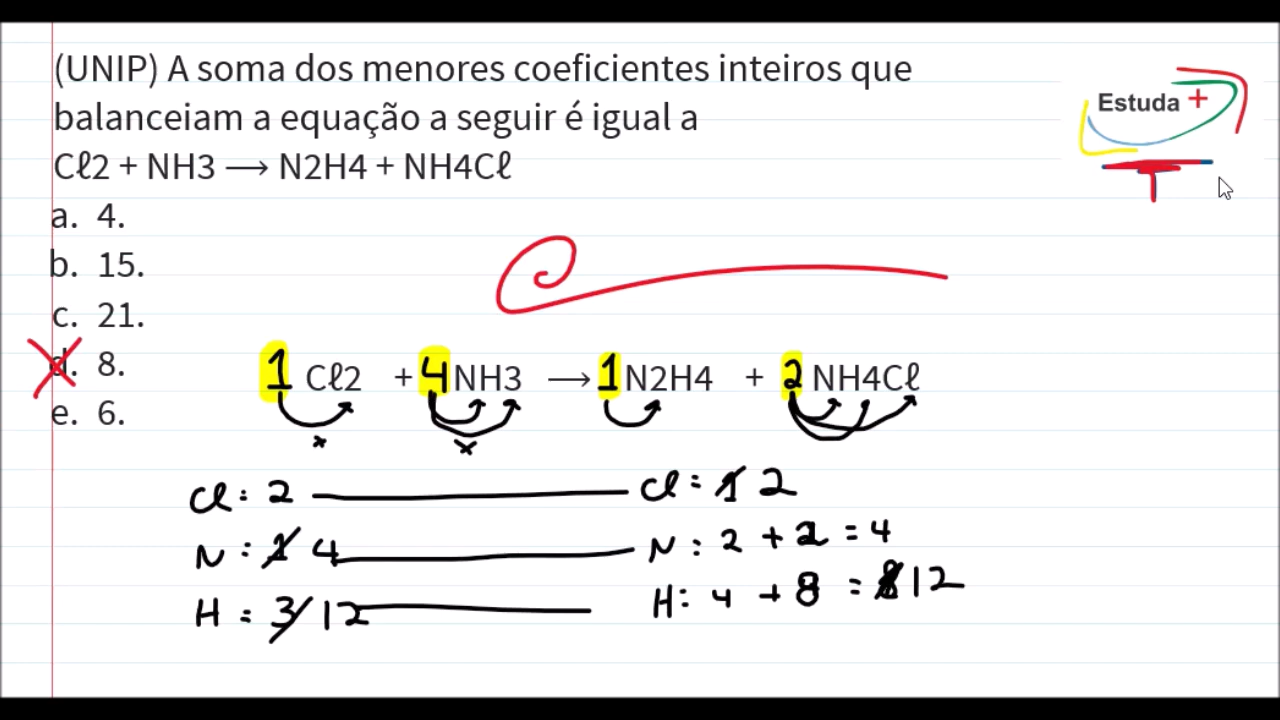 (UNIP) A soma dos menores coeficientes inteiros que
balanceiam a equação a seguir é igual a
Cℓ2 + NH3 ⟶ N2H4 + NH4Cℓ
a. 4.
b. 15.
c. 21.
d. 8.
e. 6.
Estuda +
1 Cℓ2 + 4 NH3 ⟶ 1 N2H4 + 2 NH4Cℓ
Cl: 2 Cl: 1 2
N: 1 4 N: 2 + 2 = 4
H: 3 12 H: 4 + 8 = 8 12